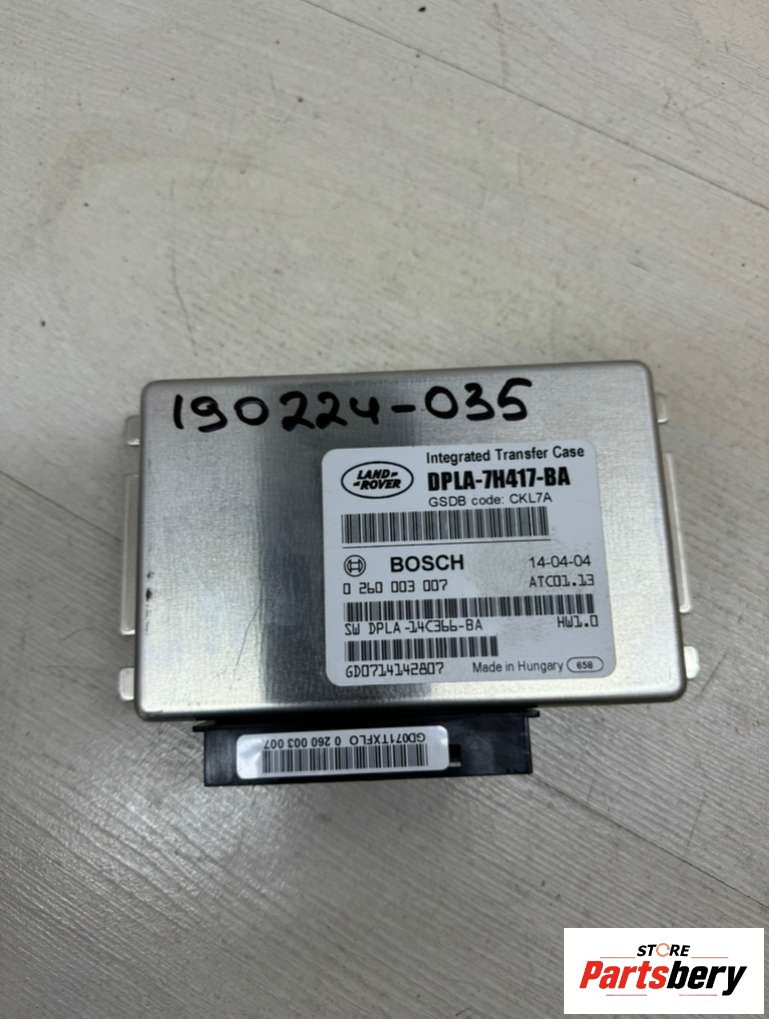 190224-035
Integrated Transfer Case
LAND-
-ROVER
DPLA-7H417-BA
GSDB code: CKL7A
BOSCH
14-04-04
0 260 003 007
ATC01.13
SW DPLA-14C366-BA
HW1.0
GD0714142807
Made in Hungary
658
GD071TXFLO 0 260 003 007
STORE
Partsbery